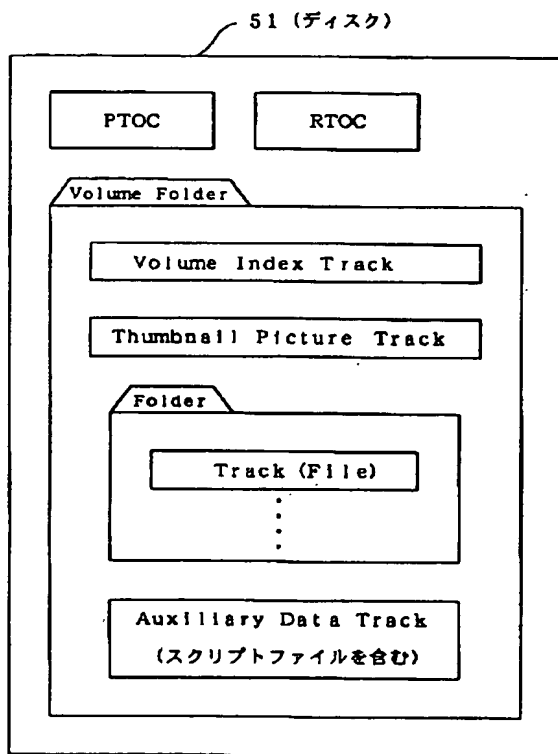 51 (ディスク)
PTOC
RTOC
Volume Folder
Volume Index Track
Thumbnail Picture Track
Folder
Track (File)
Auxiliary Data Track
(スクリプトファイルを含む)